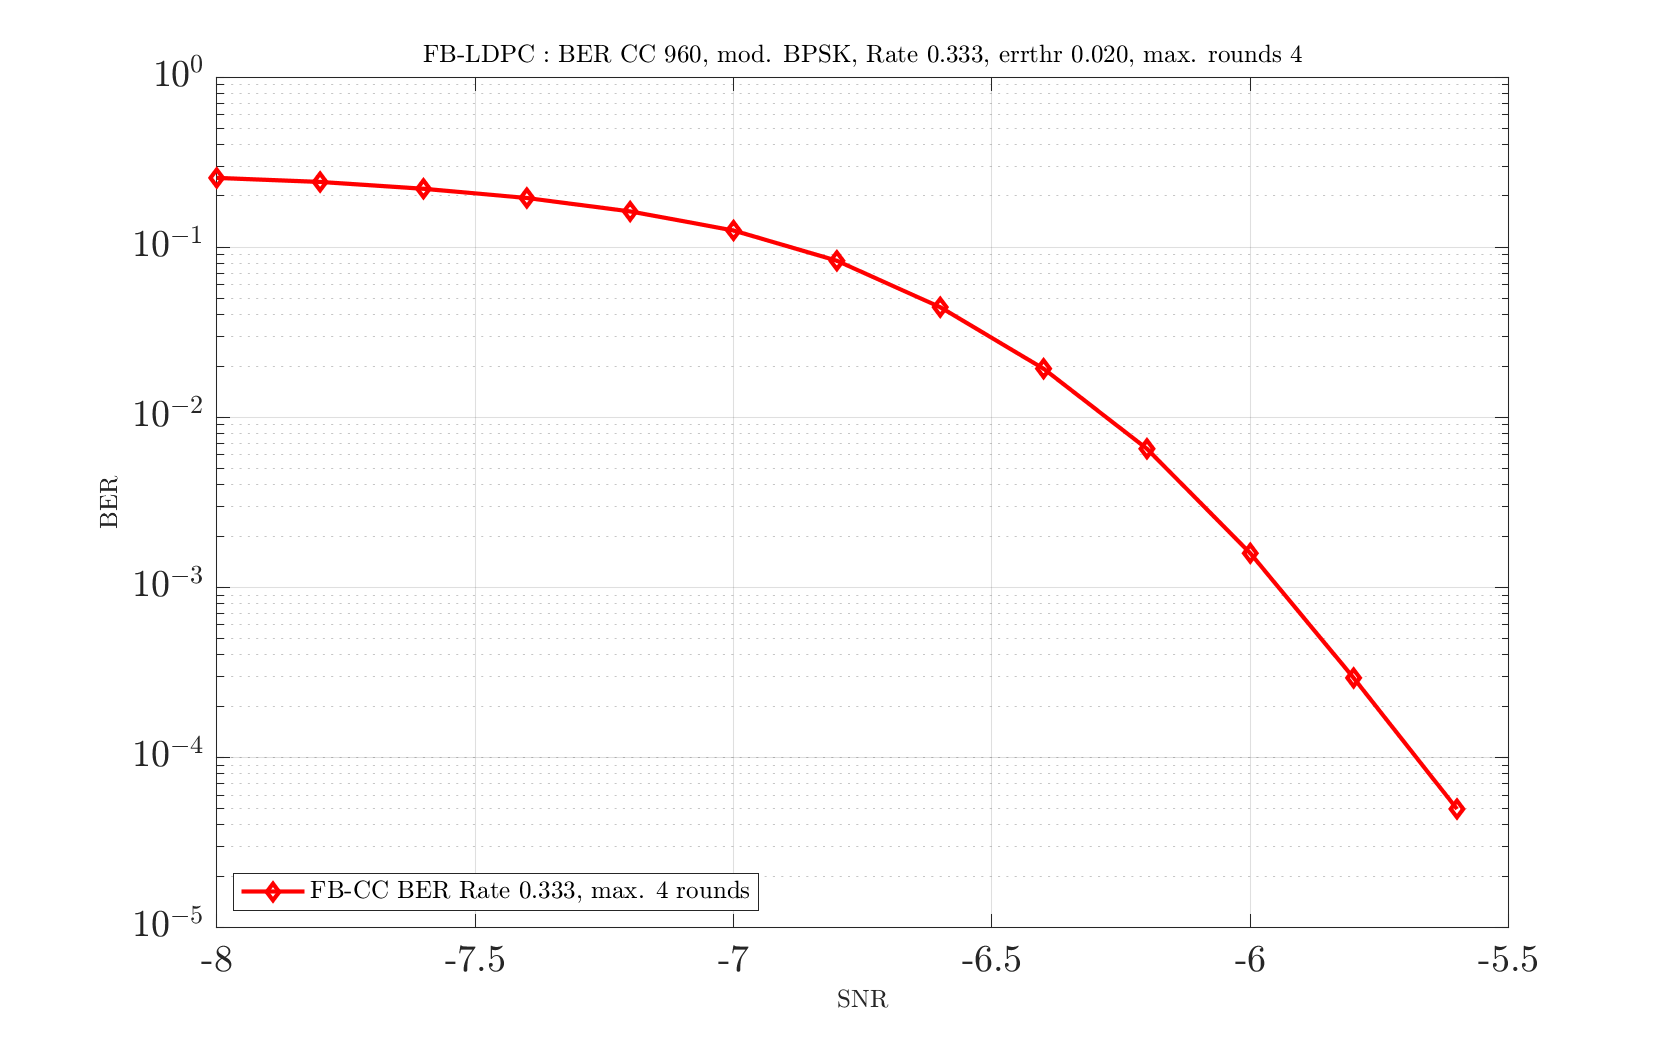 FB-LDPC : BER CC 960, mod. BPSK, Rate 0.333, errthr 0.020, max. rounds 4
10^0
10^{-1}
10^{-2}
10^{-3}
10^{-4}
10^{-5}
BER
FB-CC BER Rate 0.333, max. 4 rounds
-8 -7.5 -7 -6.5 -6 -5.5
SNR